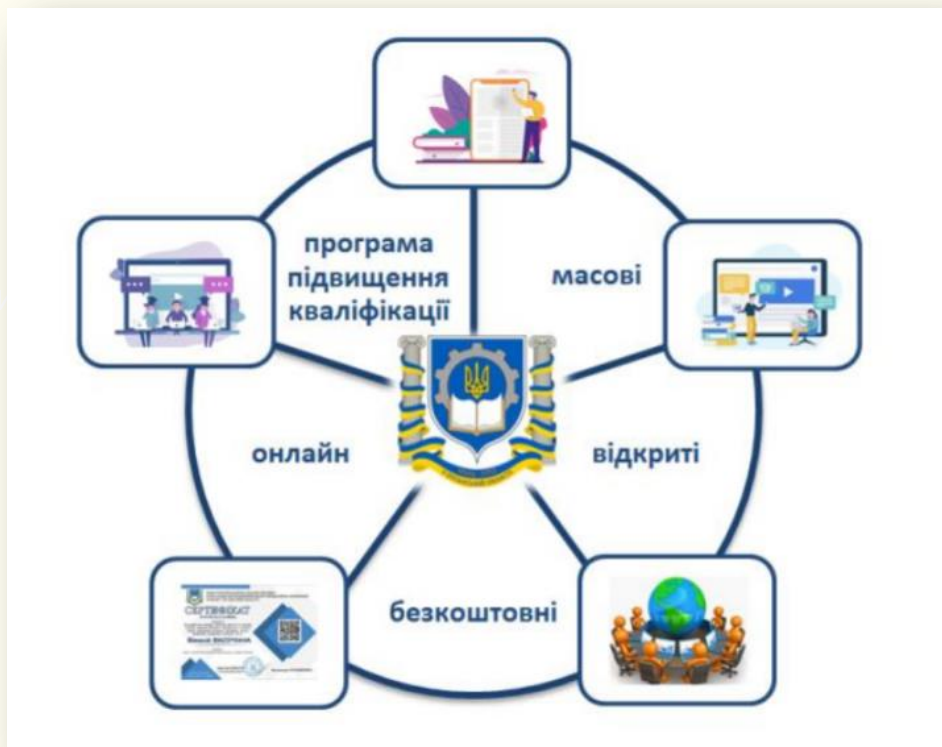 програма
підвищення
кваліфікації
масові
онлайн
відкриті
безкоштовні
СЕРТИФІКАТ